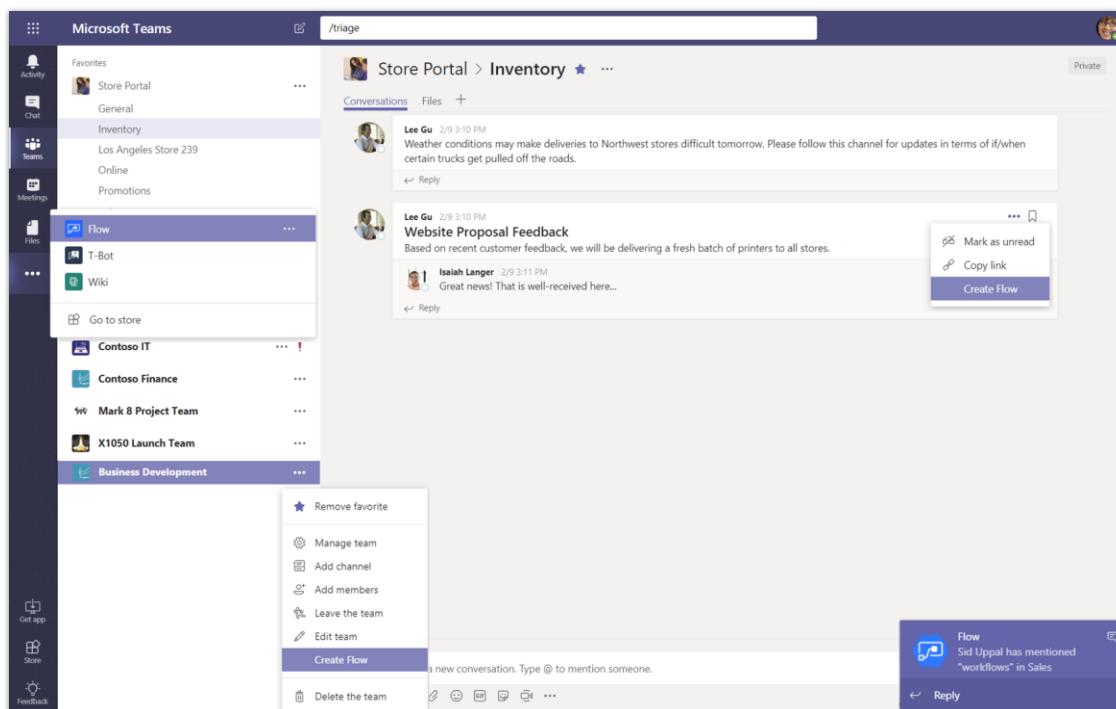 Microsoft Teams
/triage
Activity
Chat
Teams
Meetings
Files
Get app
Store
Feedback
Favorites
Store Portal
General
Inventory
Los Angeles Store 239
Online
Promotions
Flow
T-Bot
Wiki
Go to store
Contoso IT
Contoso Finance
Mark 8 Project Team
X1050 Launch Team
Business Development
Remove favorite
Manage team
Add channel
Add members
Leave the team
Edit team
Create Flow
Delete the team
Store Portal > Inventory
Private
Conversations Files
Lee Gu 2/9 3:10 PM
Weather conditions may make deliveries to Northwest stores difficult tomorrow. Please follow this channel for updates in terms of if/when
certain trucks get pulled off the roads.
Reply
Lee Gu 2/9 3:10 PM
Website Proposal Feedback
Based on recent customer feedback, we will be delivering a fresh batch of printers to all stores.
Isaiah Langer 2/9 3:11 PM
Great news! That is well-received here...
Reply
Mark as unread
Copy link
Create Flow
a new conversation. Type @ to mention someone.
GIF
Flow
Sid Uppal has mentioned
"workflows" in Sales
Reply